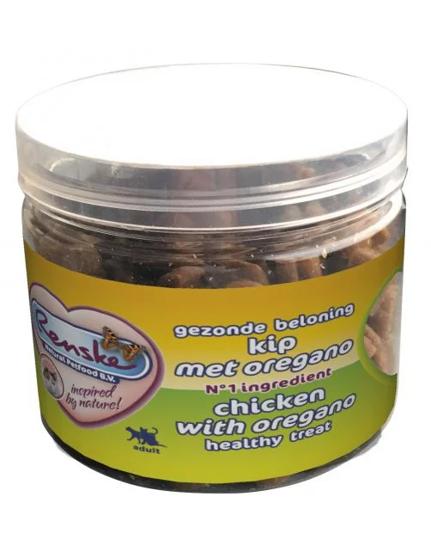 Renske
Natural Petfood B.V.
inspired
by nature!
adult
gezonde beloning
kip
met oregano
N°1 ingredient
chicken
with oregano
healthy treat